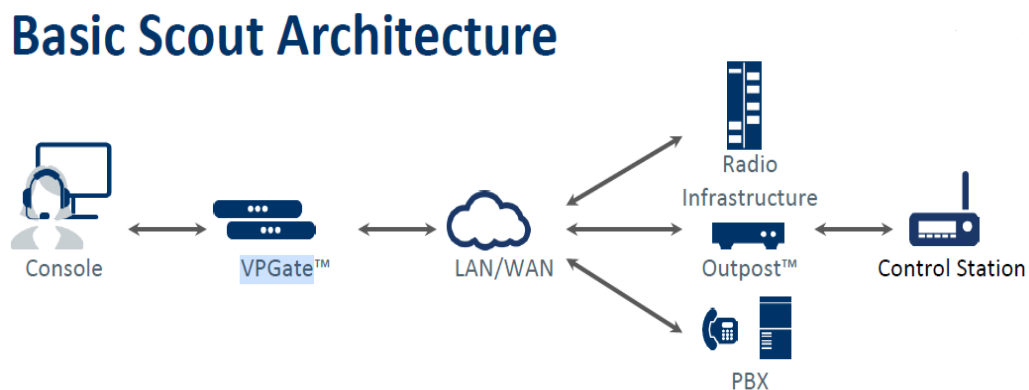 Basic Scout Architecture
Radio
Infrastructure
Console
VPGate™
LAN/WAN
Outpost™
Control Station
PBX